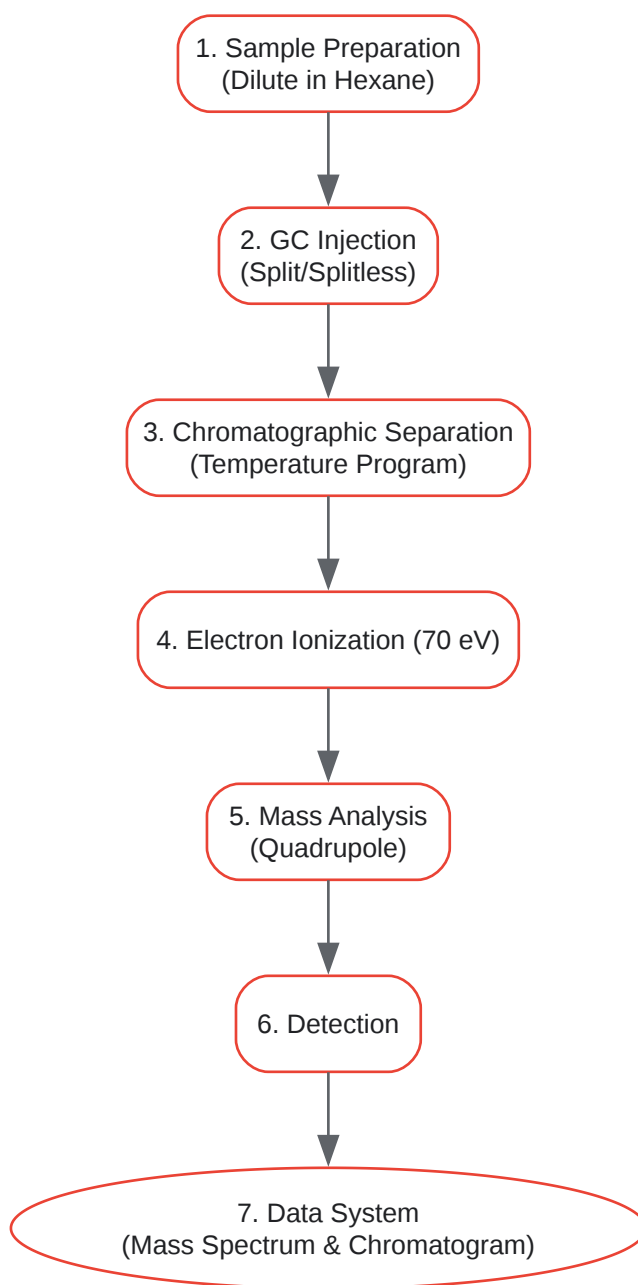 1. Sample Preparation
(Dilute in Hexane)
2. GC Injection
(Split/Splitless)
3. Chromatographic Separation
(Temperature Program)
4. Electron Ionization (70 eV)
5. Mass Analysis
(Quadrupole)
6. Detection
7. Data System
(Mass Spectrum & Chromatogram)